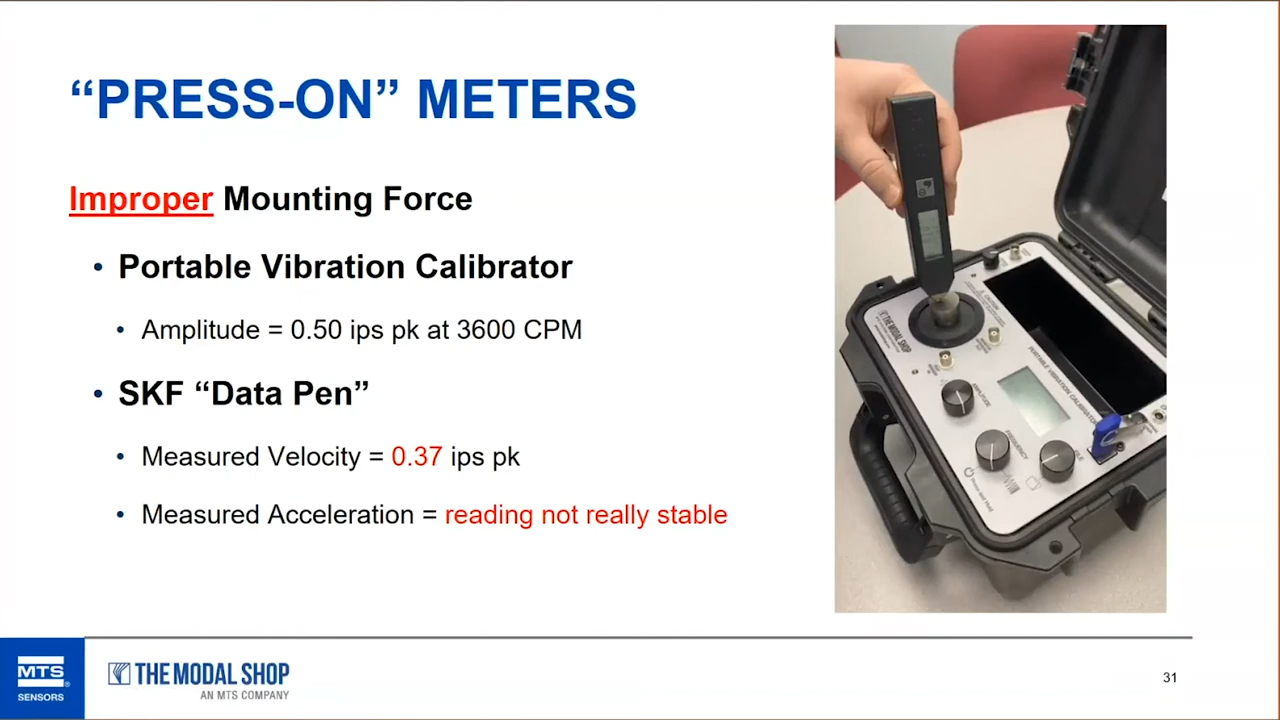 “PRESS-ON” METERS
Improper Mounting Force
• Portable Vibration Calibrator
• Amplitude = 0.50 ips pk at 3600 CPM
• SKF “Data Pen”
• Measured Velocity = 0.37 ips pk
• Measured Acceleration = reading not really stable
THE MODAL SHOP
PORTABLE VIBRATION CALIBRATOR
AMPLITUDE
FREQUENCY
MTS
SENSORS
THE MODAL SHOP
AN MTS COMPANY
31